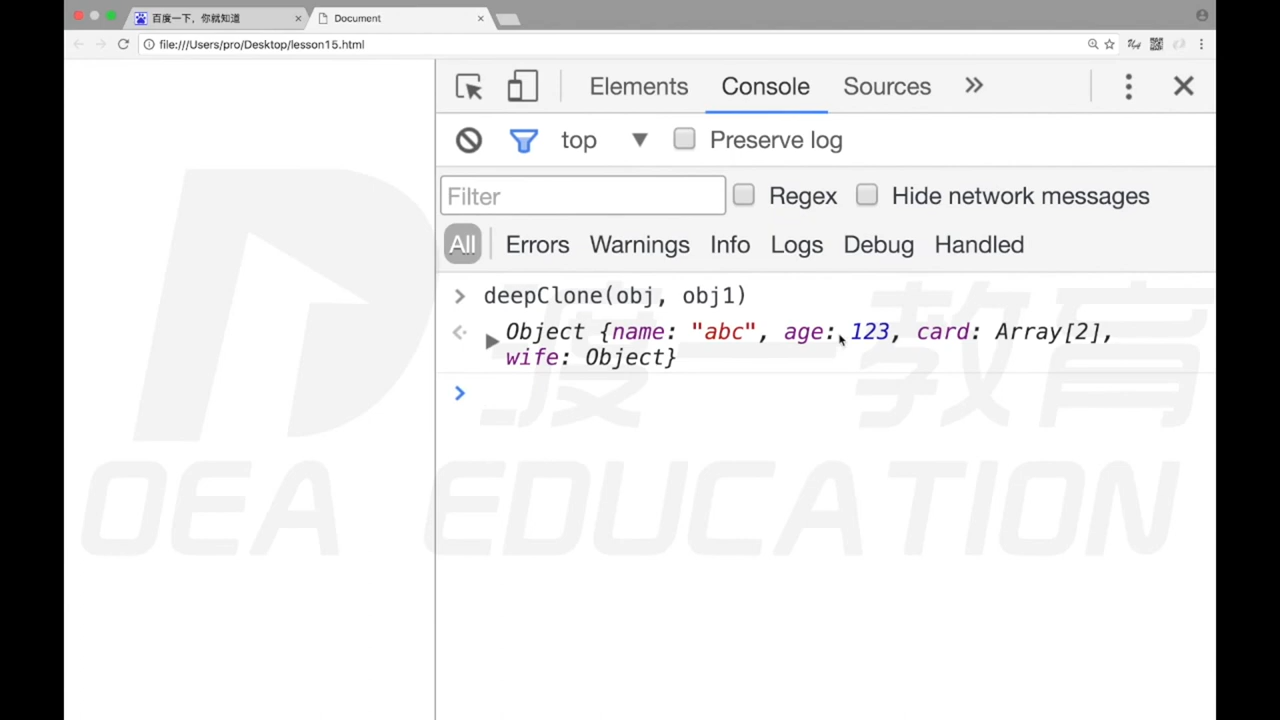 百度一下，你就知道
Document
file:///Users/pro/Desktop/lesson15.html
Elements Console Sources
top Preserve log
Filter Regex Hide network messages
All Errors Warnings Info Logs Debug Handled
deepClone(obj, obj1)
Object {name: "abc", age: 123, card: Array[2],
wife: Object}
度一教育
DEA EDUCATION